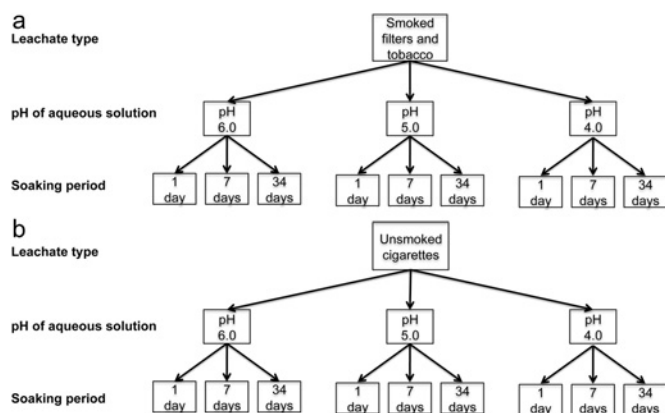 a
Leachate type
Smoked
filters and
tobacco
pH of aqueous solution
pH
6.0
pH
5.0
pH
4.0
Soaking period
1
day
7
days
34
days
1
day
7
days
34
days
1
day
7
days
34
days
b
Leachate type
Unsmoked
cigarettes
pH of aqueous solution
pH
6.0
pH
5.0
pH
4.0
Soaking period
1
day
7
days
34
days
1
day
7
days
34
days
1
day
7
days
34
days